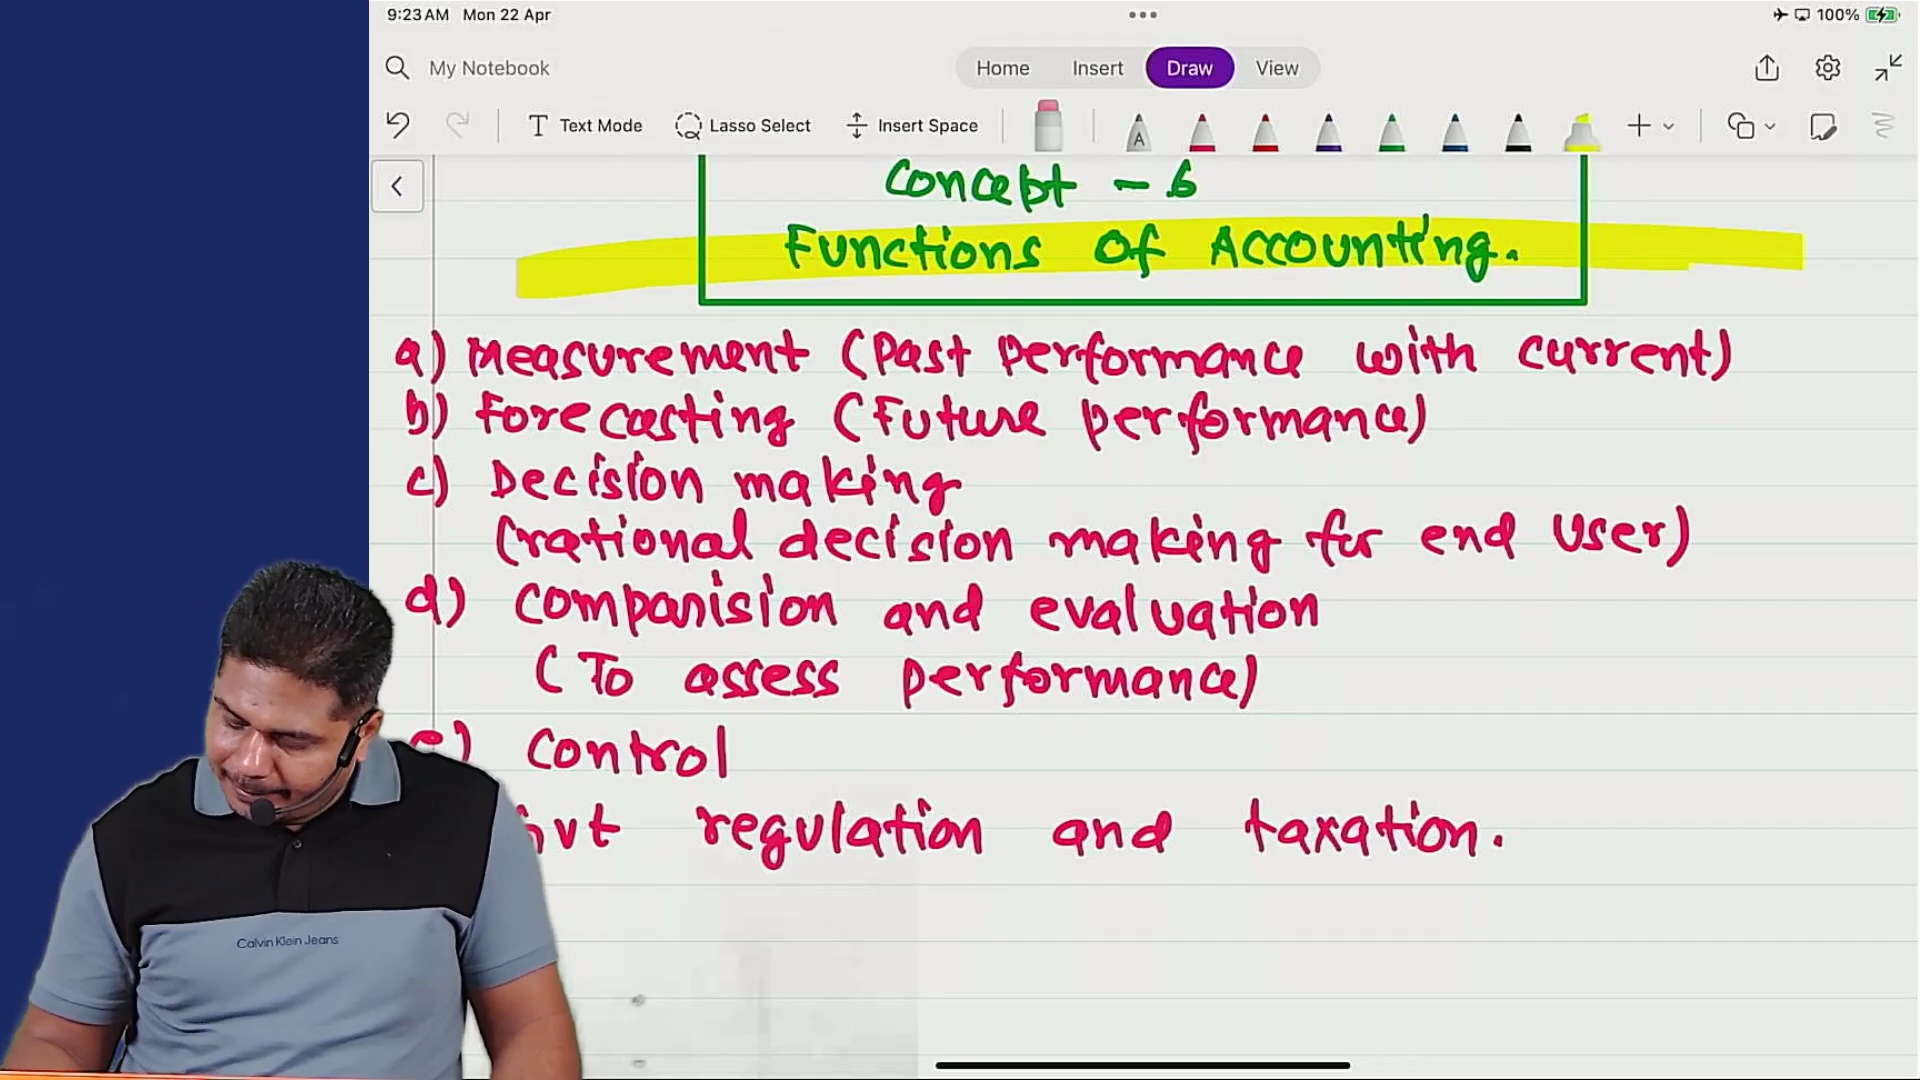 9:23 AM Mon 22 Apr
100%
My Notebook
Home Insert Draw View
Text Mode Lasso Select Insert Space
A
Concept - 6
Functions Of Accounting.
a) Measurement (Past Performance with current)
b) Forecasting (Future performance)
c) Decision making
(rational decision making for end User)
d) comparision and evaluation
(To assess performance)
e) control
regulation and taxation.
Calvin Klein Jeans